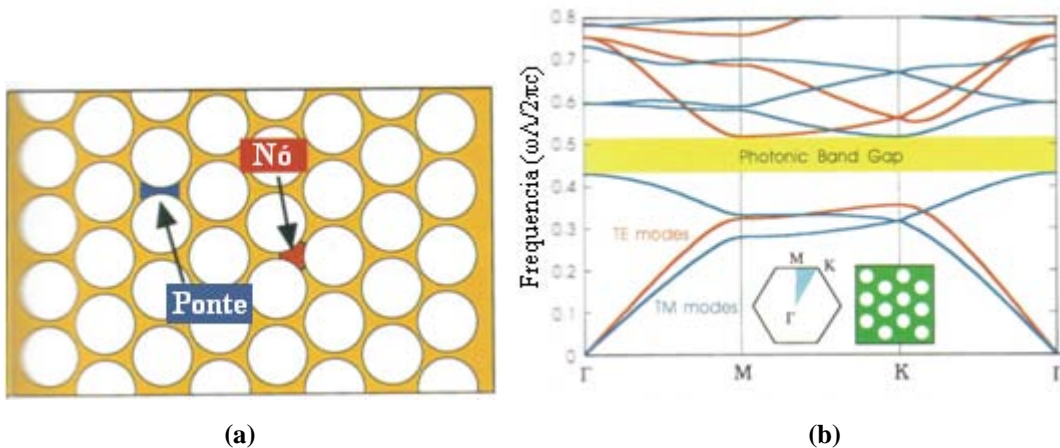 Nó
Ponte
(a)
Frequencia (ωΛ/2πc)
0.8
0.7
0.6
0.5
0.4
0.3
0.2
0.1
0
Photonic Band Gap
TE modes
TM modes
M
K
Γ
Γ
M
K
Γ
(b)